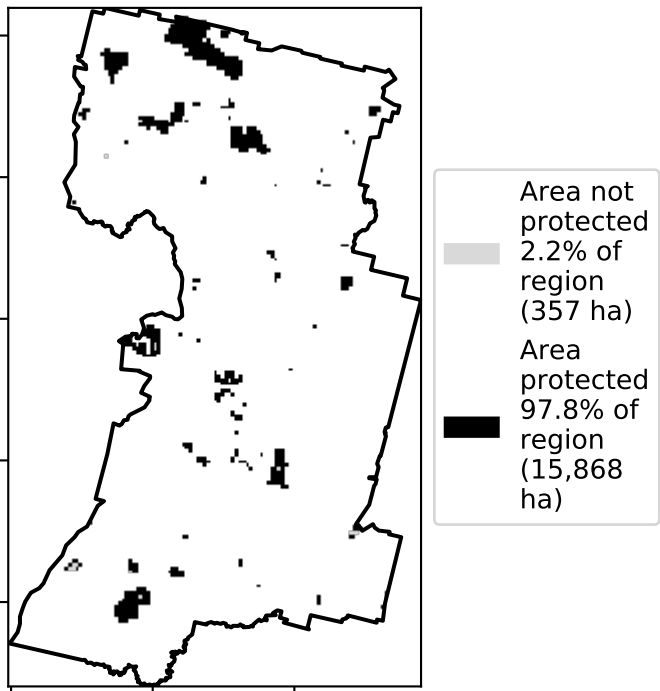 Area not
protected
2.2% of
region
(357 ha)
Area
protected
97.8% of
region
(15,868
ha)